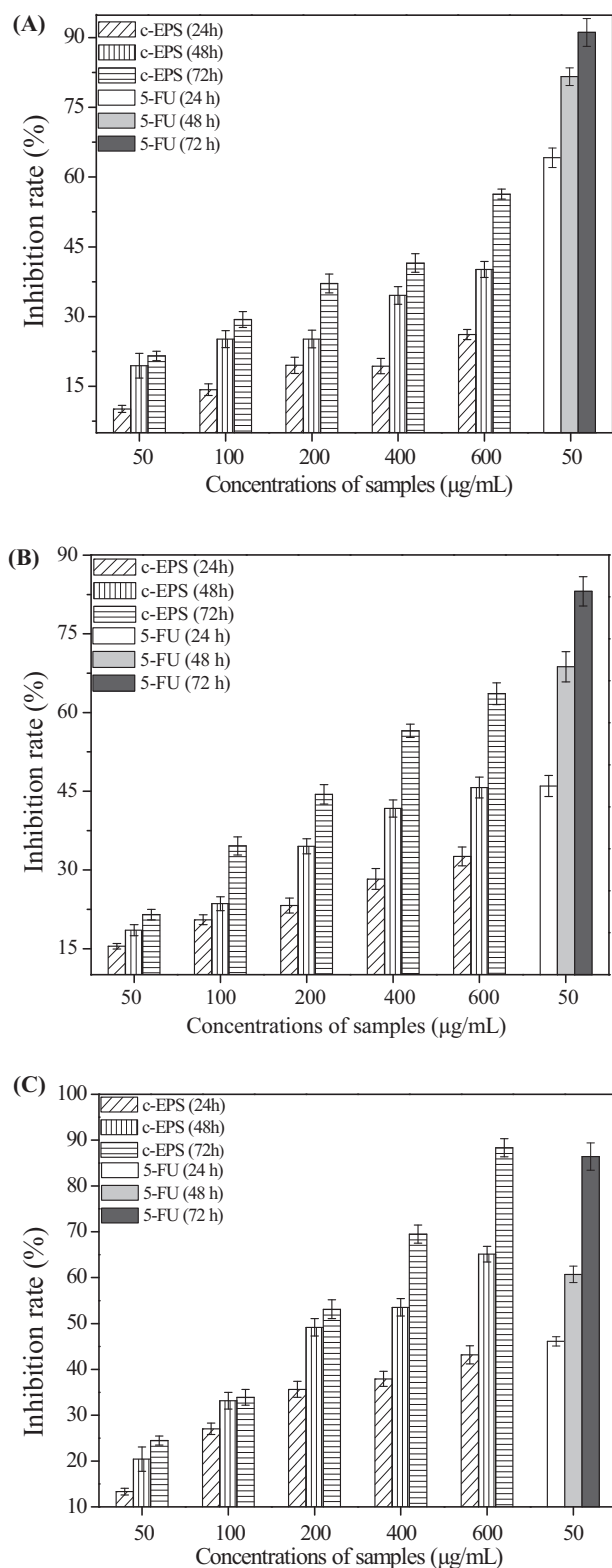 (A)
c-EPS (24h)
c-EPS (48h)
c-EPS (72h)
5-FU (24 h)
5-FU (48 h)
5-FU (72 h)
90
75
60
45
30
15
Inhibition rate (%)
50 100 200 400 600 50
Concentrations of samples (μg/mL)
(B)
c-EPS (24h)
c-EPS (48h)
c-EPS (72h)
5-FU (24 h)
5-FU (48 h)
5-FU (72 h)
90
75
60
45
30
15
Inhibition rate (%)
50 100 200 400 600 50
Concentrations of samples (μg/mL)
(C)
c-EPS (24h)
c-EPS (48h)
c-EPS (72h)
5-FU (24 h)
5-FU (48 h)
5-FU (72 h)
100
90
80
70
60
50
40
30
20
10
Inhibition rate (%)
50 100 200 400 600 50
Concentrations of samples (μg/mL)